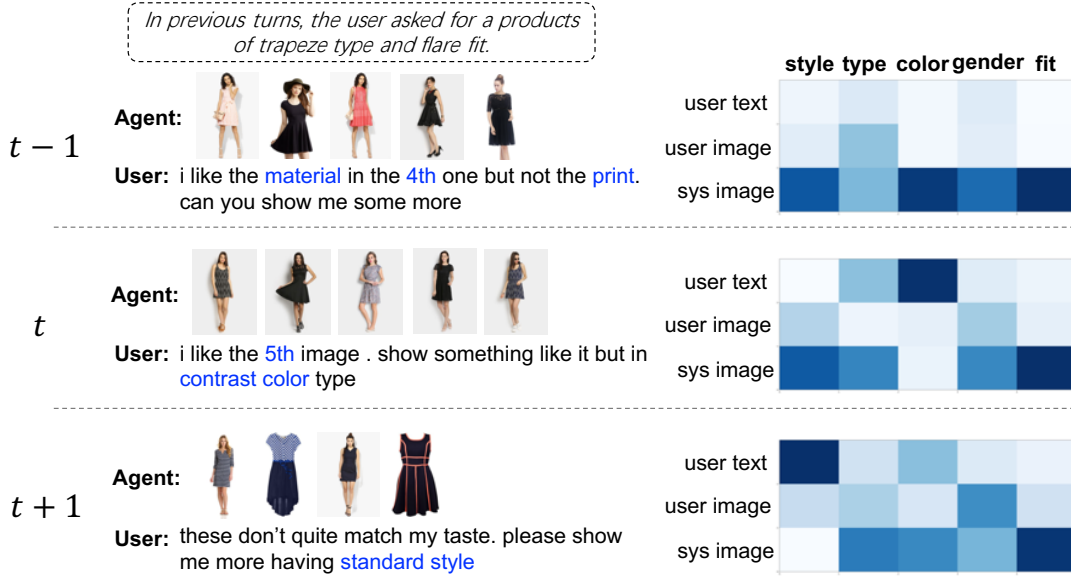 In previous turns, the user asked for a products
of trapeze type and flare fit.
style type color gender fit
t − 1
Agent:
User: i like the material in the 4th one but not the print.
can you show me some more
user text
user image
sys image
t
Agent:
User: i like the 5th image . show something like it but in
contrast color type
user text
user image
sys image
t + 1
Agent:
User: these don't quite match my taste. please show
me more having standard style
user text
user image
sys image